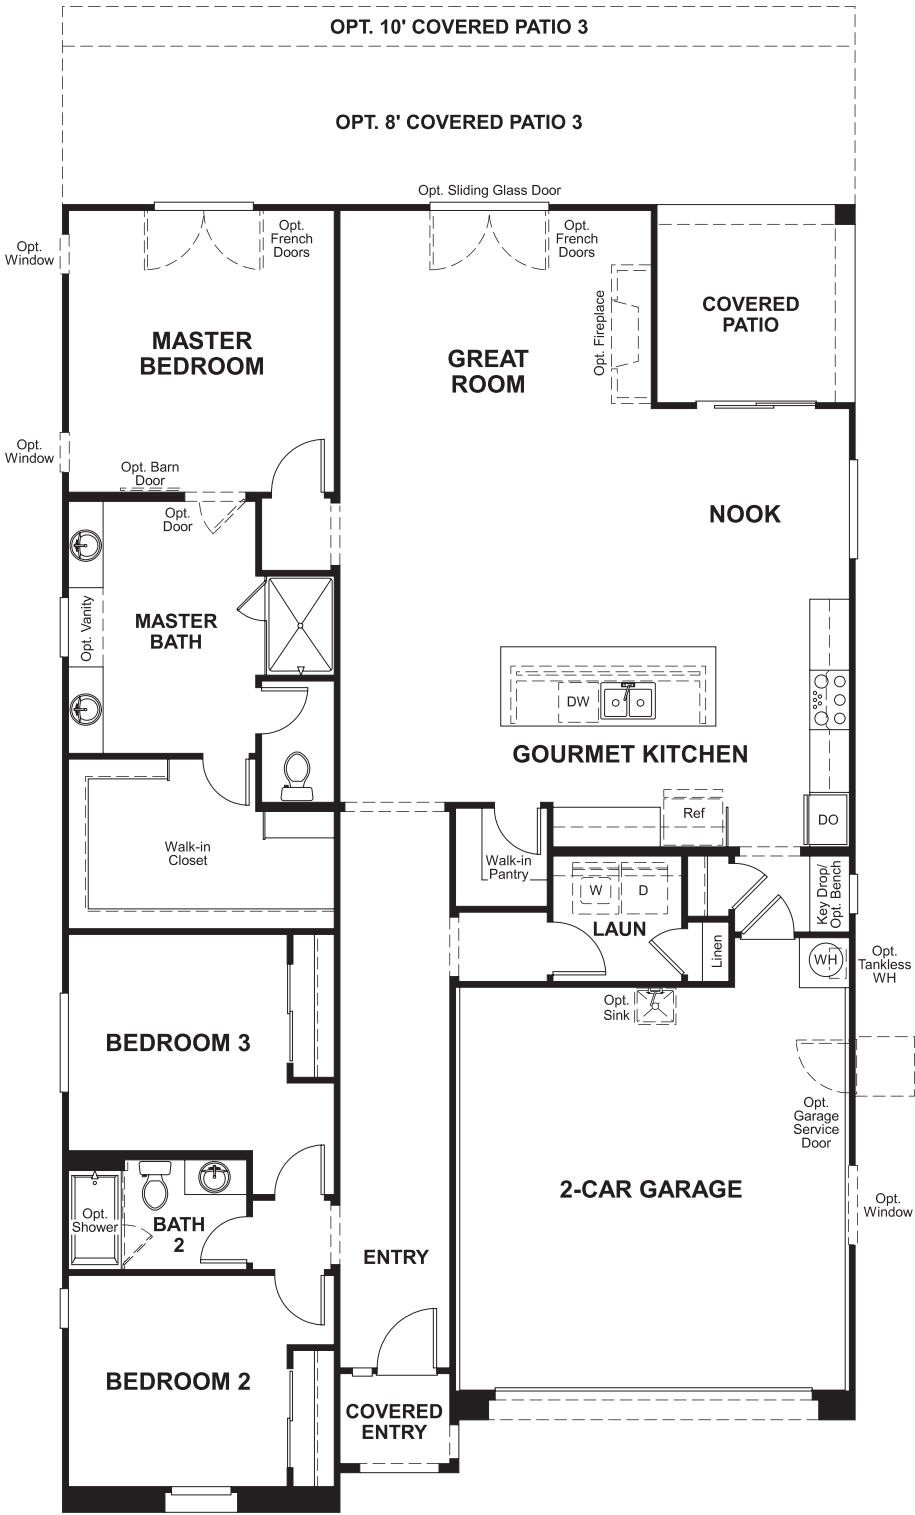 OPT. 10' COVERED PATIO 3
OPT. 8' COVERED PATIO 3
Opt. Sliding Glass Door
Opt.
French
Doors
Opt.
French
Doors
Opt.
Window
MASTER
BEDROOM
GREAT
ROOM
Opt. Fireplace
COVERED
PATIO
Opt.
Window
Opt. Barn
Door
Opt.
Door
NOOK
Opt. Vanity
MASTER
BATH
DW
GOURMET KITCHEN
Ref
DO
Walk-in
Closet
Walk-in
Pantry
W
D
LAUN
Linen
Key Drop/
Opt. Bench
WH
Opt.
Tankless
WH
Opt.
Sink
BEDROOM 3
Opt.
Garage
Service
Door
2-CAR GARAGE
Opt.
Window
Opt.
Shower
BATH
2
ENTRY
BEDROOM 2
COVERED
ENTRY